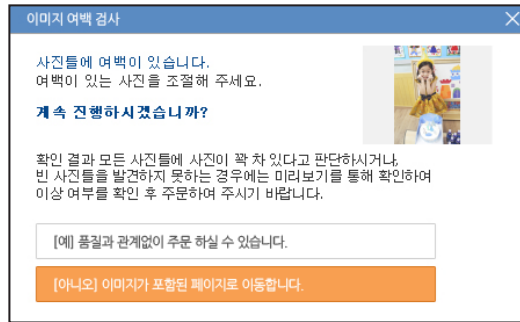 이미지 여백 검사
사진틀에 여백이 있습니다.
여백이 있는 사진을 조절해 주세요.
계속 진행하시겠습니까?
확인 결과 모든 사진틀에 사진이 꽉 차 있다고 판단하시거나,
빈 사진틀을 발견하지 못하는 경우에는 미리보기를 통해 확인하여
이상 여부를 확인 후 주문하여 주시기 바랍니다.
[예] 품질과 관계없이 주문 하실 수 있습니다.
[아니오] 이미지가 포함된 페이지로 이동합니다.